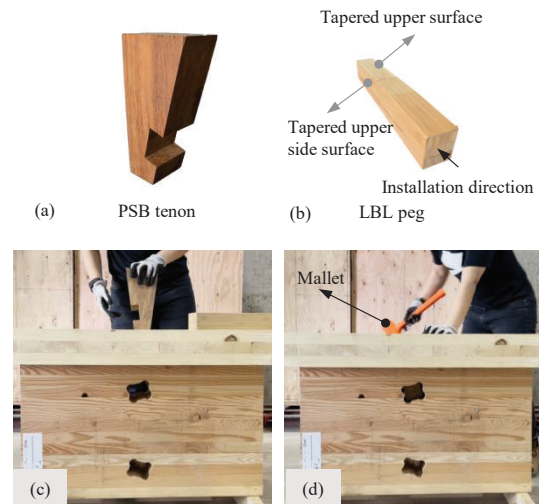 Tapered upper surface
Tapered upper
side surface
Installation direction
(a)
PSB tenon
(b)
LBL peg
Mallet
(c)
(d)